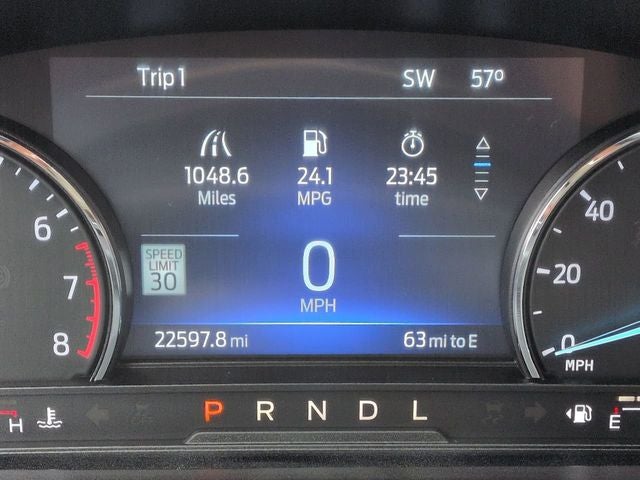 Trip 1 SW 57°
1048.6 24.1 23:45
Miles MPG time
SPEED
LIMIT
30
0
MPH
22597.8 mi 63 mi to E
6
7
8
40
20
0
MPH
H P R N D L E